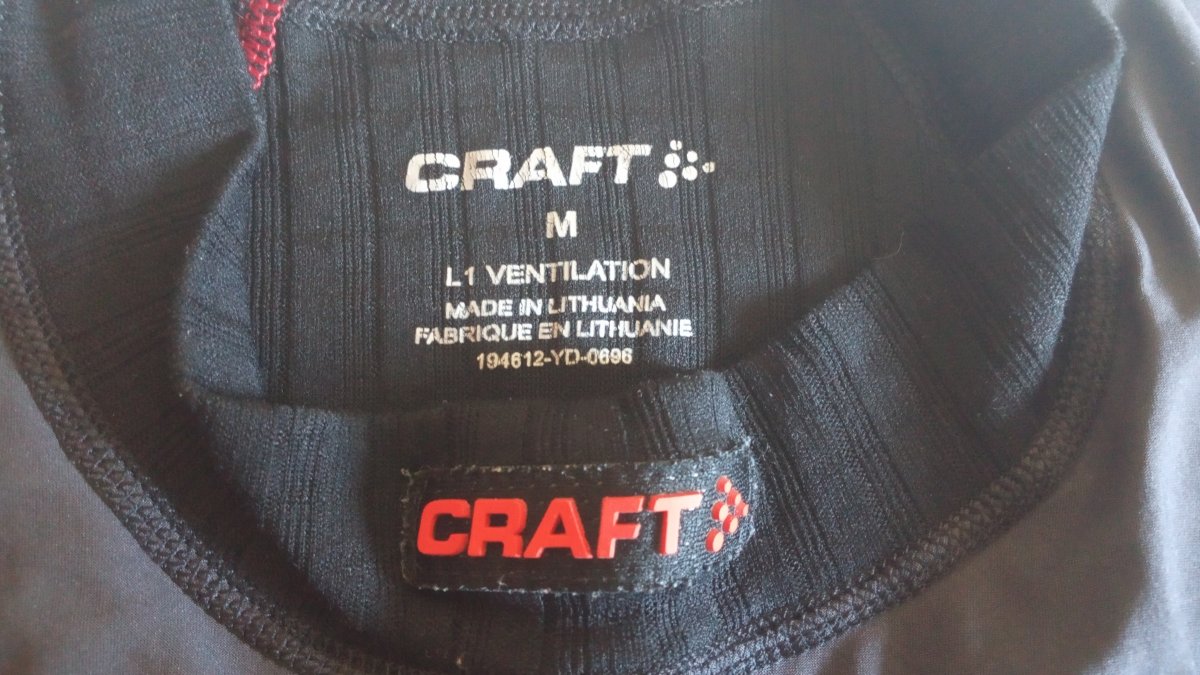 CRAFT
M
L1 VENTILATION
MADE IN LITHUANIA
FABRIQUE EN LITHUANIE
194612-YD-0696
CRAFT